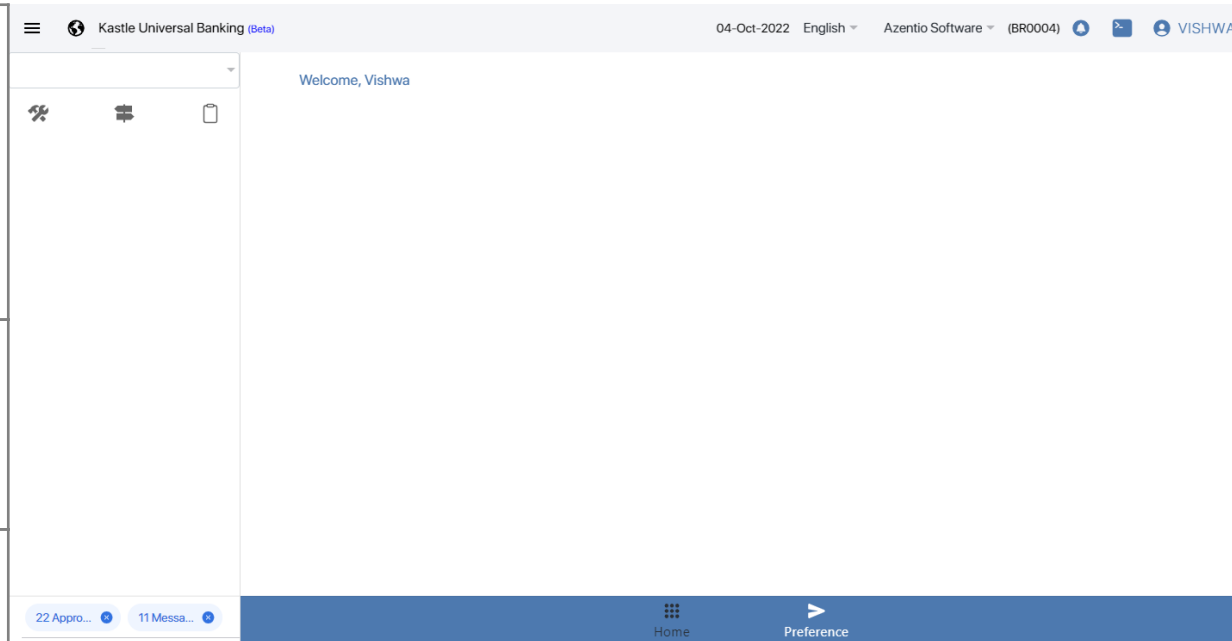 Kastle Universal Banking (Beta) 04-Oct-2022 English Azentio Software (BR0004) VISHWA
Welcome, Vishwa
22 Appro... 11 Messa...
Home Preference